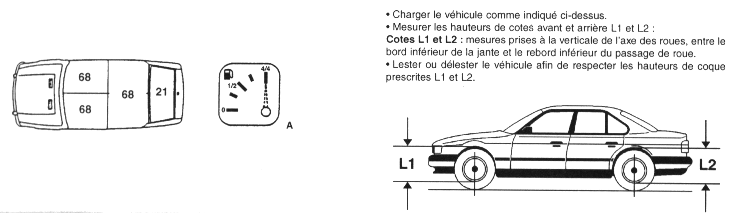 • Charger le véhicule comme indiqué ci-dessus.
• Mesurer les hauteurs de cotes avant et arrière L1 et L2 :
Cotes L1 et L2 : mesures prises à la verticale de l'axe des roues, entre le
bord inférieur de la jante et le rebord inférieur du passage de roue.
• Lester ou délester le véhicule afin de respecter les hauteurs de coque
prescrites L1 et L2.
68
68
68
21
4/4
1/2
0
A
L1
L2